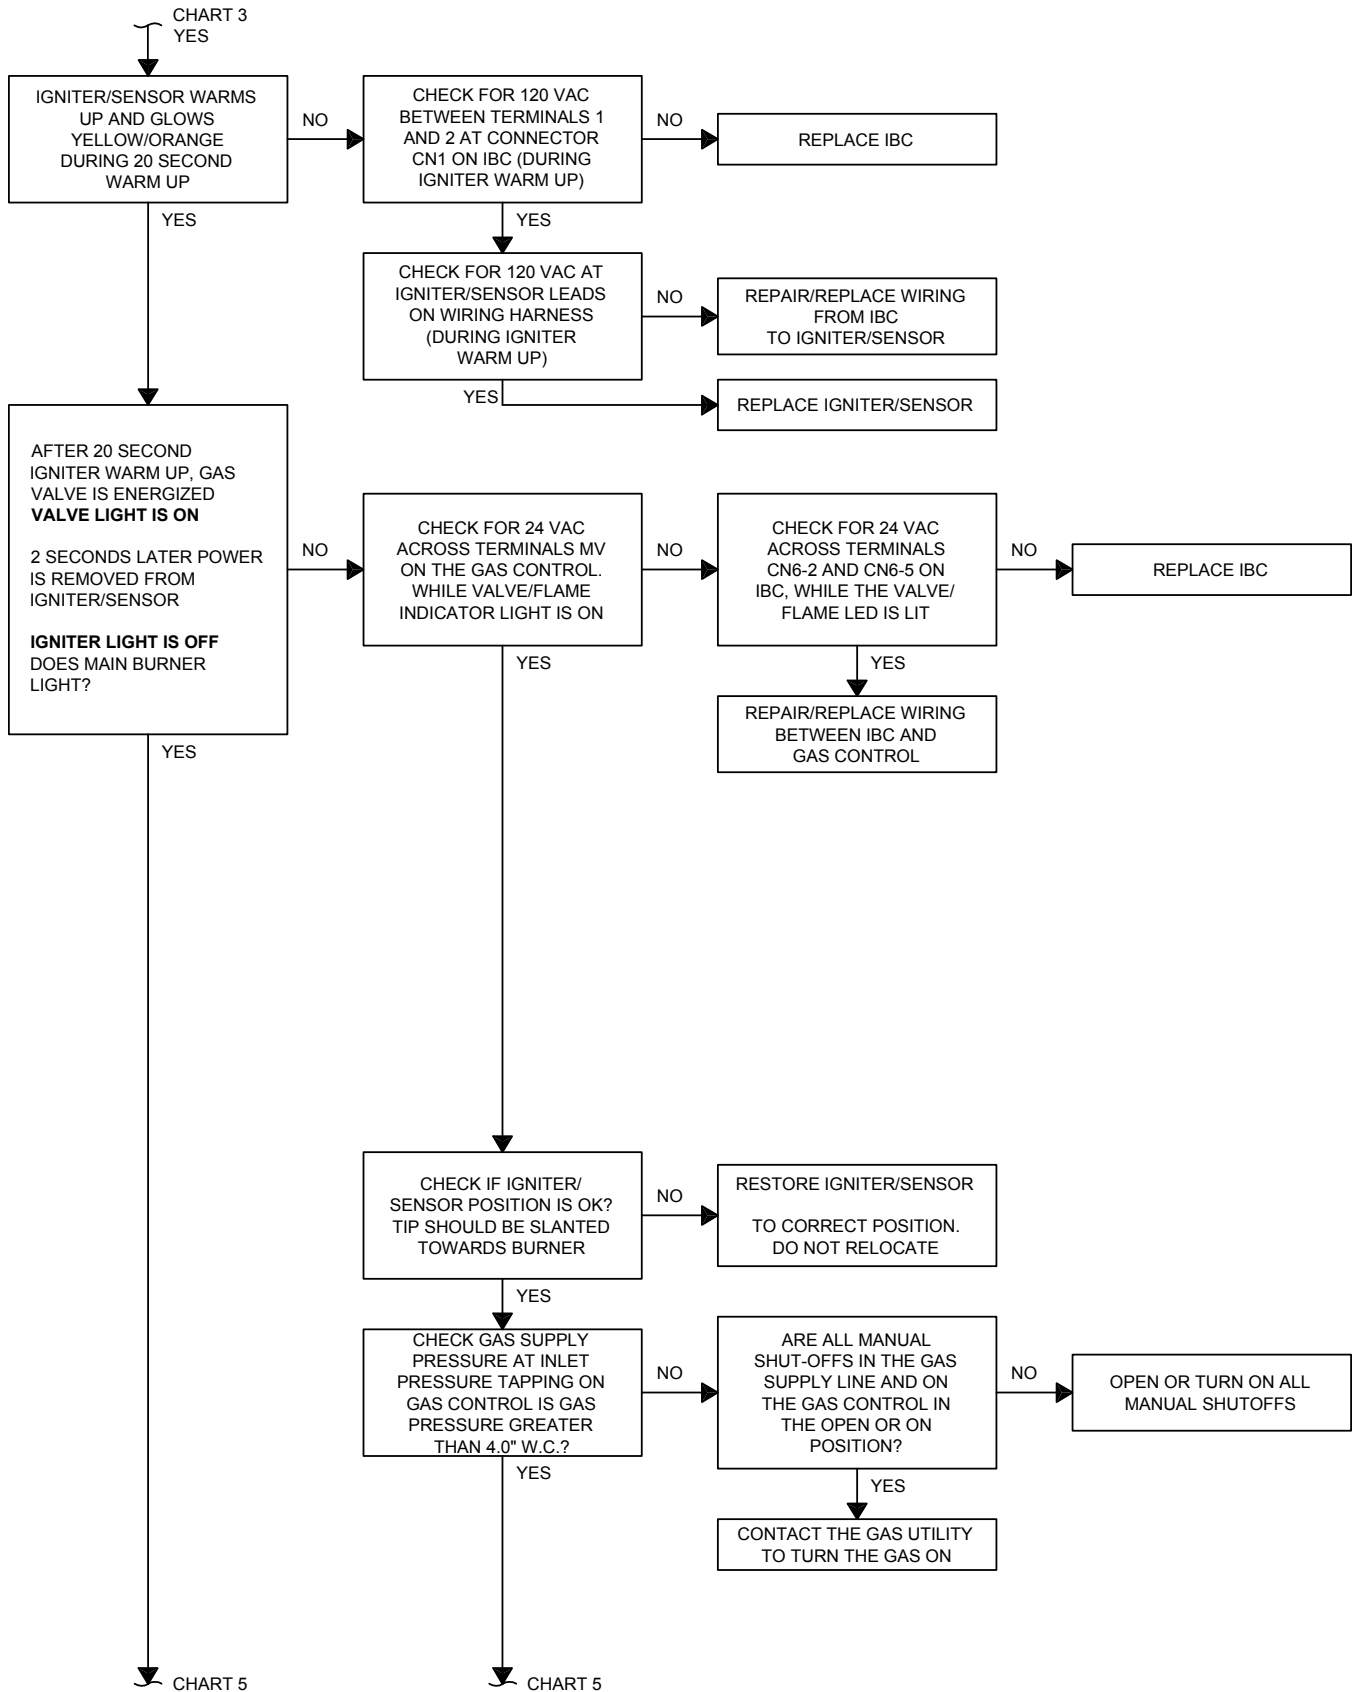 CHART 3
YES
IGNITER/SENSOR WARMS
UP AND GLOWS
YELLOW/ORANGE
DURING 20 SECOND
WARM UP
NO
CHECK FOR 120 VAC
BETWEEN TERMINALS 1
AND 2 AT CONNECTOR
CN1 ON IBC (DURING
IGNITER WARM UP)
NO
REPLACE IBC
YES
YES
CHECK FOR 120 VAC AT
IGNITER/SENSOR LEADS
ON WIRING HARNESS
(DURING IGNITER
WARM UP)
NO
REPAIR/REPLACE WIRING
FROM IBC
TO IGNITER/SENSOR
YES
REPLACE IGNITER/SENSOR
AFTER 20 SECOND
IGNITER WARM UP, GAS
VALVE IS ENERGIZED
VALVE LIGHT IS ON
2 SECONDS LATER POWER
IS REMOVED FROM
IGNITER/SENSOR
IGNITER LIGHT IS OFF
DOES MAIN BURNER
LIGHT?
NO
CHECK FOR 24 VAC
ACROSS TERMINALS MV
ON THE GAS CONTROL.
WHILE VALVE/FLAME
INDICATOR LIGHT IS ON
NO
CHECK FOR 24 VAC
ACROSS TERMINALS
CN6-2 AND CN6-5 ON
IBC, WHILE THE VALVE/
FLAME LED IS LIT
NO
REPLACE IBC
YES
YES
REPAIR/REPLACE WIRING
BETWEEN IBC AND
GAS CONTROL
YES
CHECK IF IGNITER/
SENSOR POSITION IS OK?
TIP SHOULD BE SLANTED
TOWARDS BURNER
NO
RESTORE IGNITER/SENSOR
TO CORRECT POSITION.
DO NOT RELOCATE
YES
CHECK GAS SUPPLY
PRESSURE AT INLET
PRESSURE TAPPING ON
GAS CONTROL IS GAS
PRESSURE GREATER
THAN 4.0" W.C.?
NO
ARE ALL MANUAL
SHUT-OFFS IN THE GAS
SUPPLY LINE AND ON
THE GAS CONTROL IN
THE OPEN OR ON
POSITION?
NO
OPEN OR TURN ON ALL
MANUAL SHUTOFFS
YES
YES
CONTACT THE GAS UTILITY
TO TURN THE GAS ON
CHART 5
CHART 5